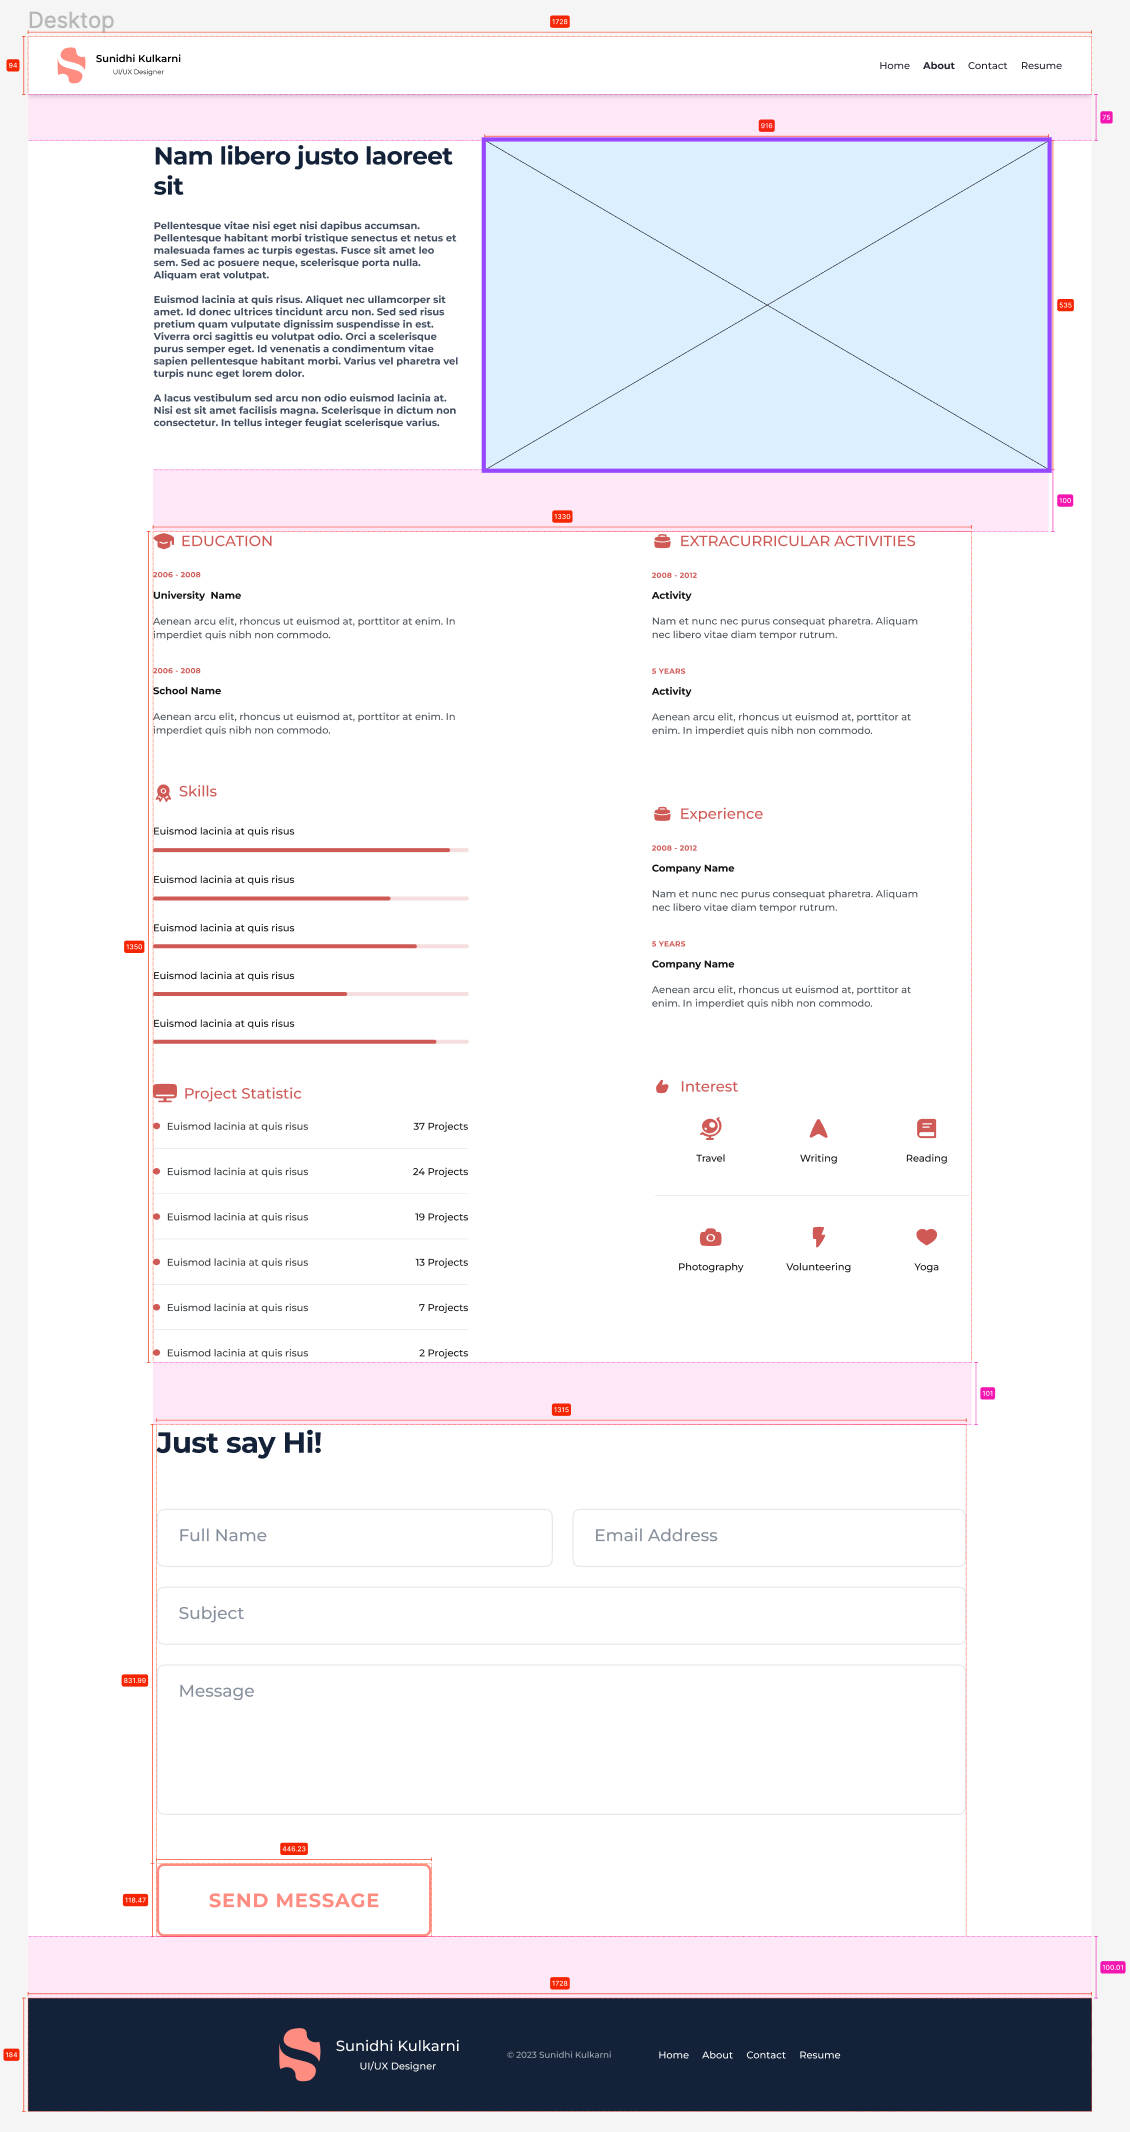 Desktop
1728
94
Sunidhi Kulkarni
UI/UX Designer
Home About Contact Resume
75
916
Nam libero justo laoreet
sit
Pellentesque vitae nisi eget nisi dapibus accumsan.
Pellentesque habitant morbi tristique senectus et netus et
malesuada fames ac turpis egestas. Fusce sit amet leo
sem. Sed ac posuere neque, scelerisque porta nulla.
Aliquam erat volutpat.
Euismod lacinia at quis risus. Aliquet nec ullamcorper sit
amet. Id donec ultrices tincidunt arcu non. Sed sed risus
pretium quam vulputate dignissim suspendisse in est.
Viverra orci sagittis eu volutpat odio. Orci a scelerisque
purus semper eget. Id venenatis a condimentum vitae
sapien pellentesque habitant morbi. Varius vel pharetra vel
turpis nunc eget lorem dolor.
A lacus vestibulum sed arcu non odio euismod lacinia at.
Nisi est sit amet facilisis magna. Scelerisque in dictum non
consectetur. In tellus integer feugiat scelerisque varius.
535
100
1330
EDUCATION
2006 - 2008
University  Name
Aenean arcu elit, rhoncus ut euismod at, porttitor at enim. In
imperdiet quis nibh non commodo.
2006 - 2008
School Name
Aenean arcu elit, rhoncus ut euismod at, porttitor at enim. In
imperdiet quis nibh non commodo.
EXTRACURRICULAR ACTIVITIES
2008 - 2012
Activity
Nam et nunc nec purus consequat pharetra. Aliquam
nec libero vitae diam tempor rutrum.
5 YEARS
Activity
Aenean arcu elit, rhoncus ut euismod at, porttitor at
enim. In imperdiet quis nibh non commodo.
Skills
Euismod lacinia at quis risus
Euismod lacinia at quis risus
Euismod lacinia at quis risus
Euismod lacinia at quis risus
Euismod lacinia at quis risus
1350
Experience
2008 - 2012
Company Name
Nam et nunc nec purus consequat pharetra. Aliquam
nec libero vitae diam tempor rutrum.
5 YEARS
Company Name
Aenean arcu elit, rhoncus ut euismod at, porttitor at
enim. In imperdiet quis nibh non commodo.
Project Statistic
Euismod lacinia at quis risus 37 Projects
Euismod lacinia at quis risus 24 Projects
Euismod lacinia at quis risus 19 Projects
Euismod lacinia at quis risus 13 Projects
Euismod lacinia at quis risus 7 Projects
Euismod lacinia at quis risus 2 Projects
Interest
Travel Writing Reading
Photography Volunteering Yoga
101
1315
Just say Hi!
Full Name Email Address
Subject
831.99
Message
446.23
118.47
SEND MESSAGE
100.01
1728
184
Sunidhi Kulkarni
UI/UX Designer
© 2023 Sunidhi Kulkarni
Home About Contact Resume